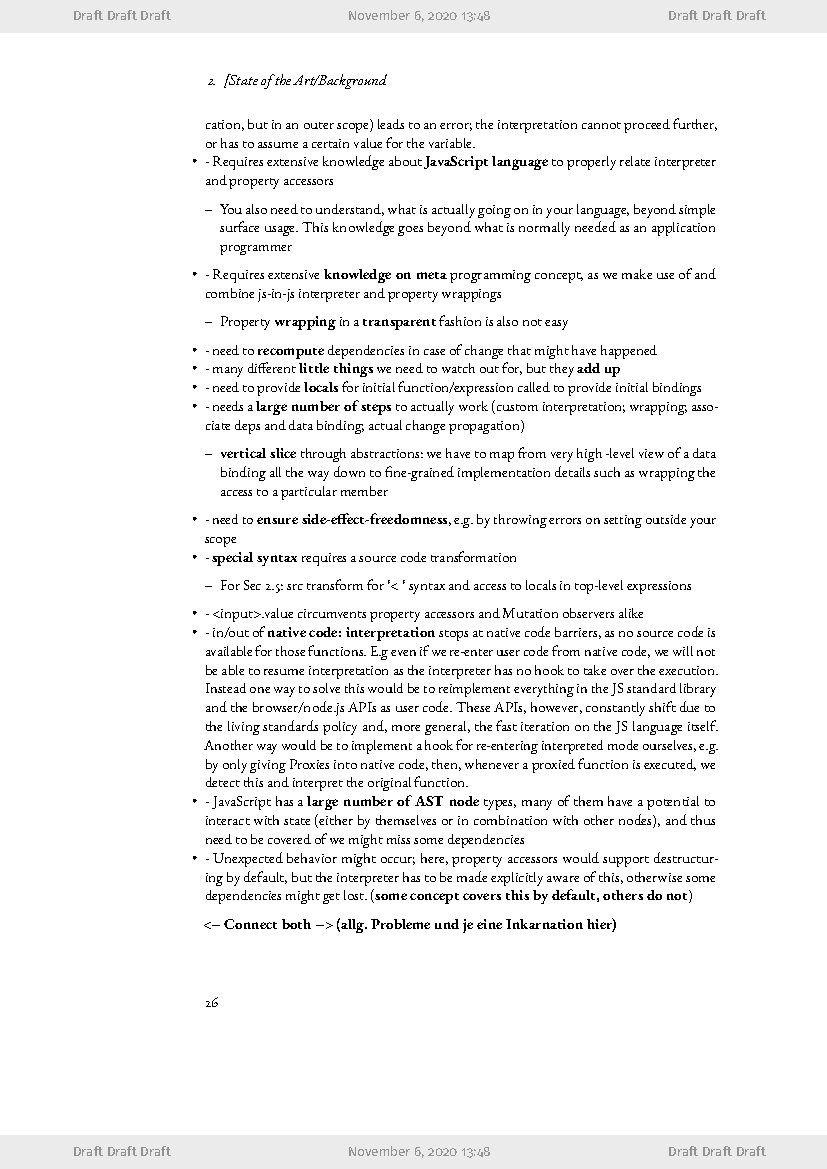 Draft Draft Draft November 6, 2020 13:48 Draft Draft Draft
2. [State of the Art/Background
cation, but in an outer scope) leads to an error; the interpretation cannot proceed further,
or has to assume a certain value for the variable.
• - Requires extensive knowledge about JavaScript language to properly relate interpreter
and property accessors
– You also need to understand, what is actually going on in your language, beyond simple
surface usage. This knowledge goes beyond what is normally needed as an application
programmer
• - Requires extensive knowledge on meta programming concept, as we make use of and
combine js-in-js interpreter and property wrappings
– Property wrapping in a transparent fashion is also not easy
• - need to recompute dependencies in case of change that might have happened
• - many different little things we need to watch out for, but they add up
• - need to provide locals for initial function/expression called to provide initial bindings
• - needs a large number of steps to actually work (custom interpretation; wrapping; asso-
ciate deps and data binding; actual change propagation)
– vertical slice through abstractions: we have to map from very high -level view of a data
binding all the way down to fine-grained implementation details such as wrapping the
access to a particular member
• - need to ensure side-effect-freedomness, e.g. by throwing errors on setting outside your
scope
• - special syntax requires a source code transformation
– For Sec 2.5: src transform for '< ' syntax and access to locals in top-level expressions
• - <input>.value circumvents property accessors and Mutation observers alike
• - in/out of native code: interpretation stops at native code barriers, as no source code is
available for those functions. E.g even if we re-enter user code from native code, we will not
be able to resume interpretation as the interpreter has no hook to take over the execution.
Instead one way to solve this would be to reimplement everything in the JS standard library
and the browser/node.js APIs as user code. These APIs, however, constantly shift due to
the living standards policy and, more general, the fast iteration on the JS language itself.
Another way would be to implement a hook for re-entering interpreted mode ourselves, e.g.
by only giving Proxies into native code, then, whenever a proxied function is executed, we
detect this and interpret the original function.
• - JavaScript has a large number of AST node types, many of them have a potential to
interact with state (either by themselves or in combination with other nodes), and thus
need to be covered of we might miss some dependencies
• - Unexpected behavior might occur; here, property accessors would support destructur-
ing by default, but the interpreter has to be made explicitly aware of this, otherwise some
dependencies might get lost. (some concept covers this by default, others do not)
<– Connect both –> (allg. Probleme und je eine Inkarnation hier)
26
Draft Draft Draft November 6, 2020 13:48 Draft Draft Draft